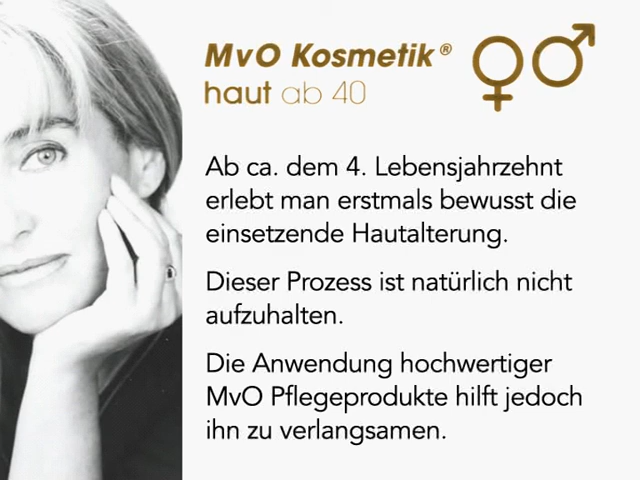 MvO Kosmetik®
haut ab 40
Ab ca. dem 4. Lebensjahrzehnt
erlebt man erstmals bewusst die
einsetzende Hautalterung.
Dieser Prozess ist natürlich nicht
aufzuhalten.
Die Anwendung hochwertiger
MvO Pflegeprodukte hilft jedoch
ihn zu verlangsamen.